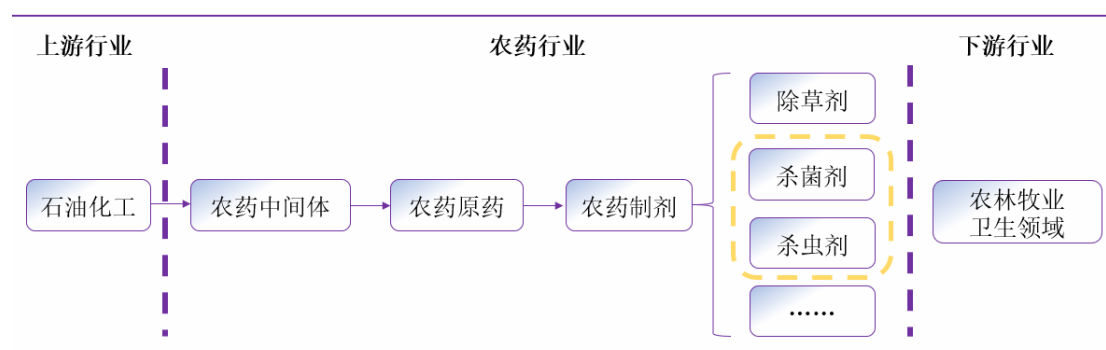 上游行业
农药行业
下游行业
石油化工
农药中间体
农药原药
农药制剂
除草剂
杀菌剂
杀虫剂
……
农林牧业
卫生领域